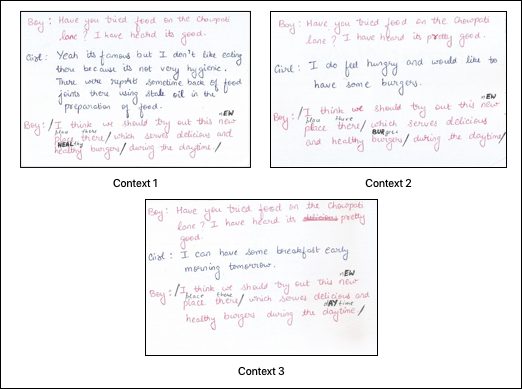 Boy: Have you tried food on the Chowpati
lane? I have heard its good.
Girl: Yeah its famous but I don't like eating
there because its not very hygienic.
There were reports sometime back of food
joints there using stale oil in the
preparation of food.
nEW
Boy: /I think we should try out this new
place there
place there/ which serves delicious and
HEALthy
healthy burgers/ during the daytime/
Context 1
Boy: Have you tried food on the Chowpati
lane? I have heard its pretty good.
Girl: I do feel hungry and would like to
have some burgers.
nEW
Boy: /I think we should try out this new
place there
place there/ which serves delicious
BURgers
and healthy burgers/ during the daytime/
Context 2
Boy: Have you tried food on the Chowpati
lane? I have heard its delicious pretty
good.
Girl: I can have some breakfast early
morning tomorrow.
nEW
Boy: /I think we should try out this new
place there
place there/ which serves delicious and
dAYtime
healthy burgers during the daytime/
Context 3